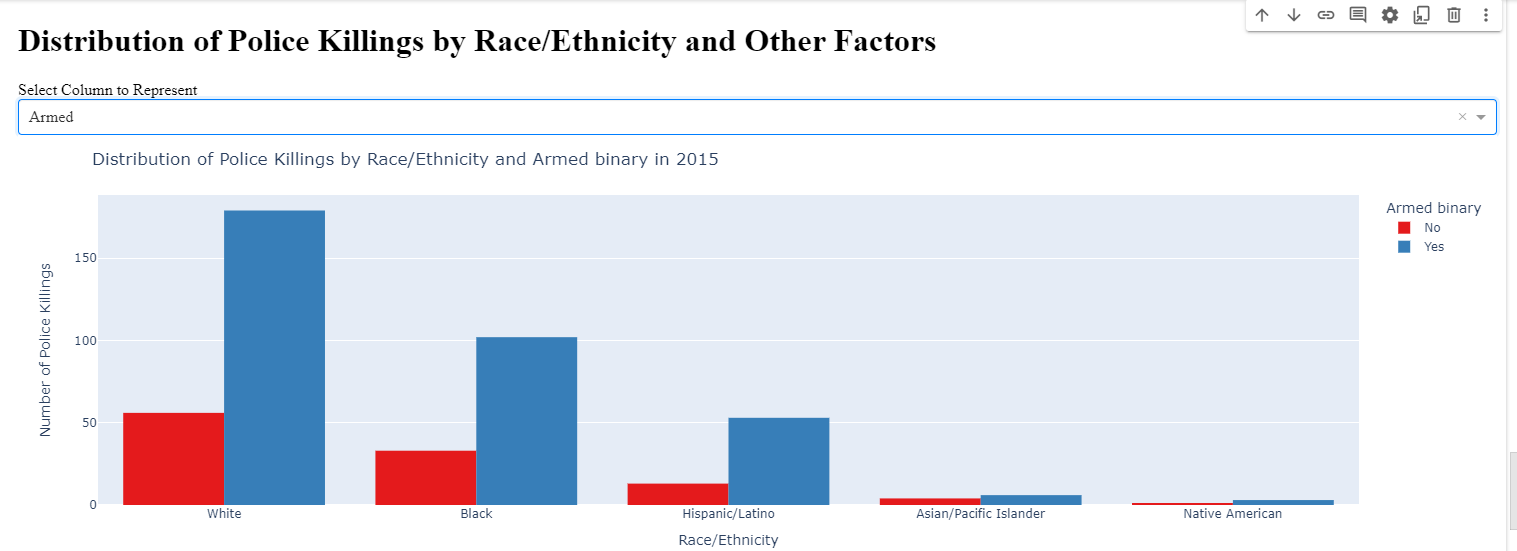 Distribution of Police Killings by Race/Ethnicity and Other Factors
Select Column to Represent
Armed
Distribution of Police Killings by Race/Ethnicity and Armed binary in 2015
Armed binary
No
Yes
Number of Police Killings
150
100
50
0
White Black Hispanic/Latino Asian/Pacific Islander Native American
Race/Ethnicity